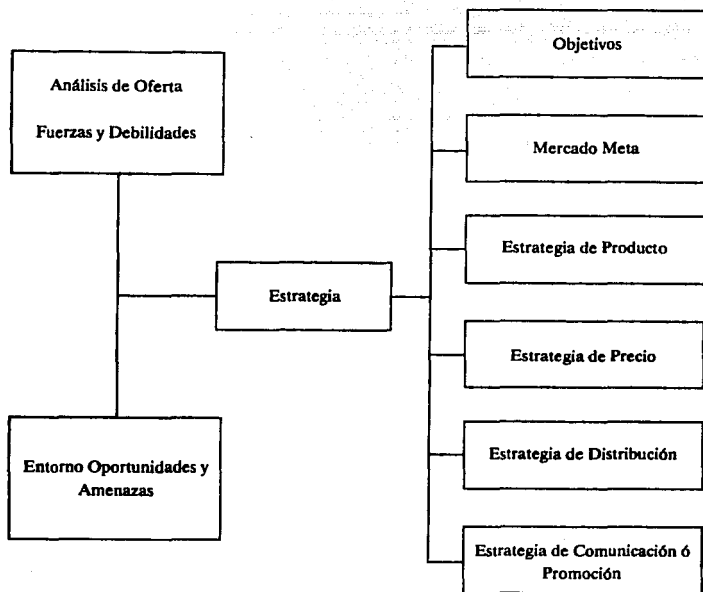 Análisis de Oferta
Fuerzas y Debilidades
Entorno Oportunidades y
Amenazas
Estrategia
Objetivos
Mercado Meta
Estrategia de Producto
Estrategia de Precio
Estrategia de Distribución
Estrategia de Comunicación ó
Promoción